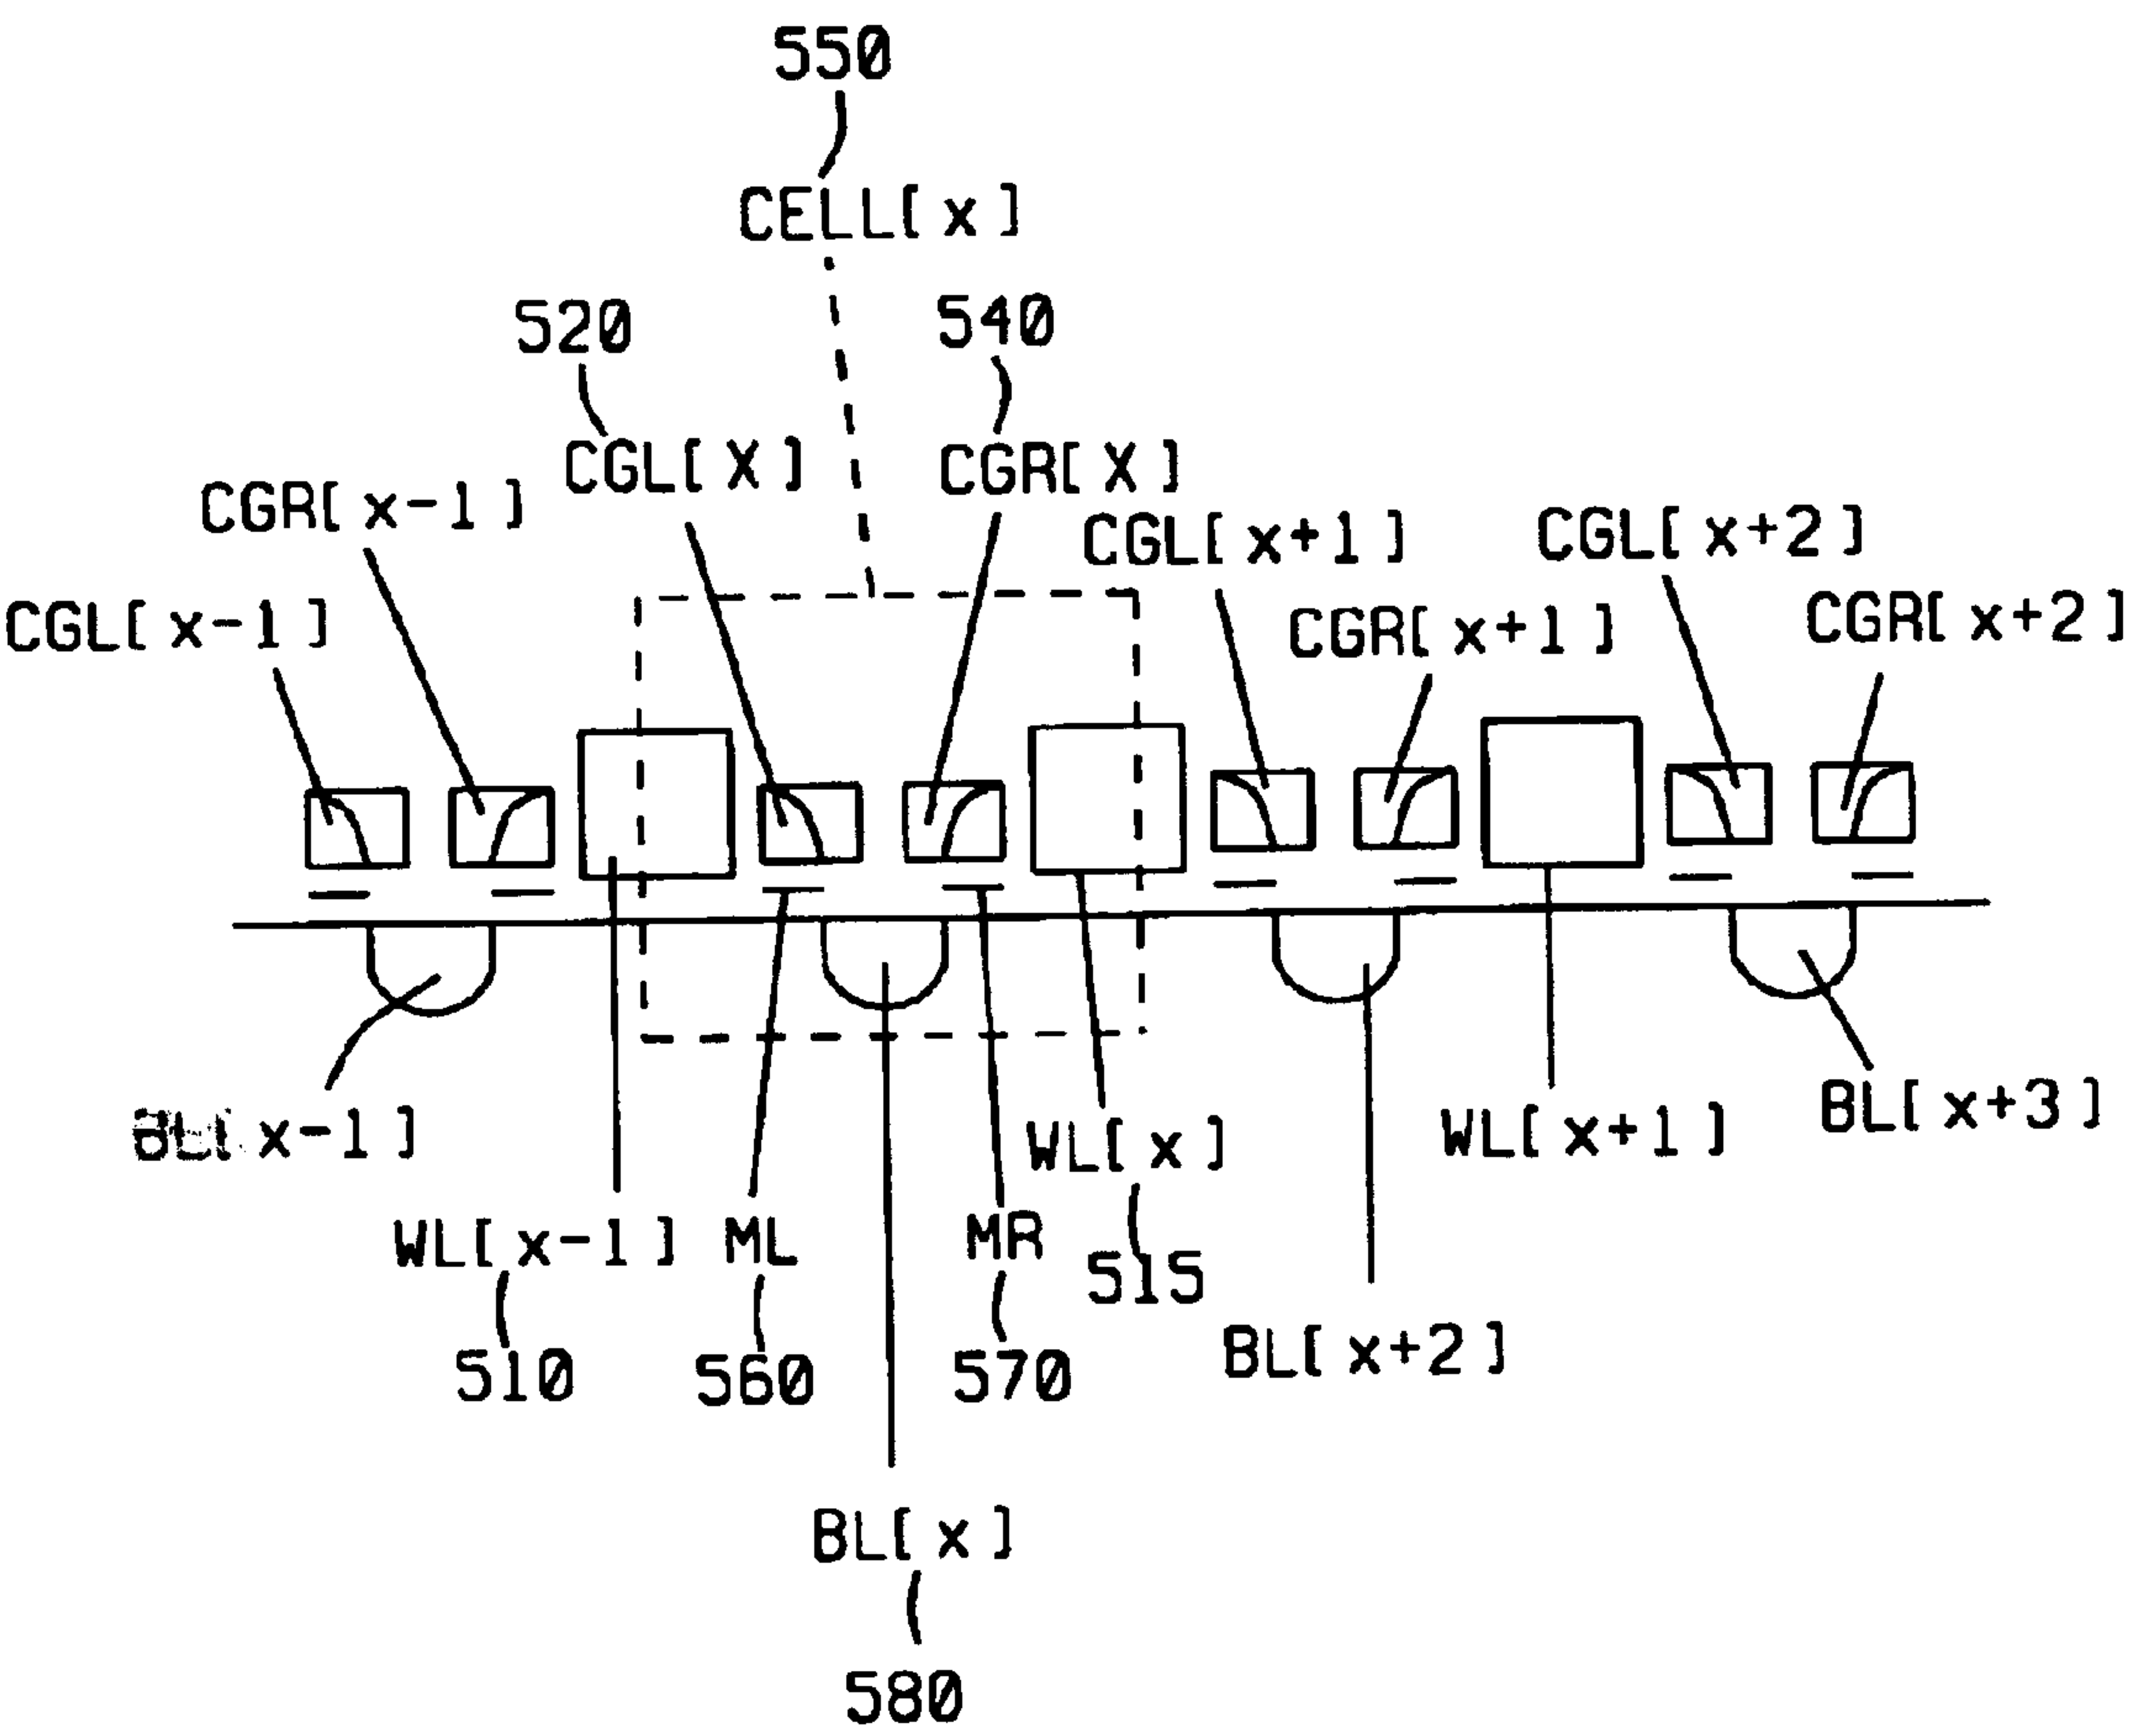 550
CELL[x]
520
540
CGL[X]
CGR[X]
CGR[x-1]
CGL[x+1]
CGL[x+2]
CGL[x-1]
CGR[x+1]
CGR[x+2]
BL[x-1]
WL[x]
WL[x+1]
BL[x+3]
WL[x-1]
ML
MR
515
510
560
570
BL[x+2]
BL[x]
580